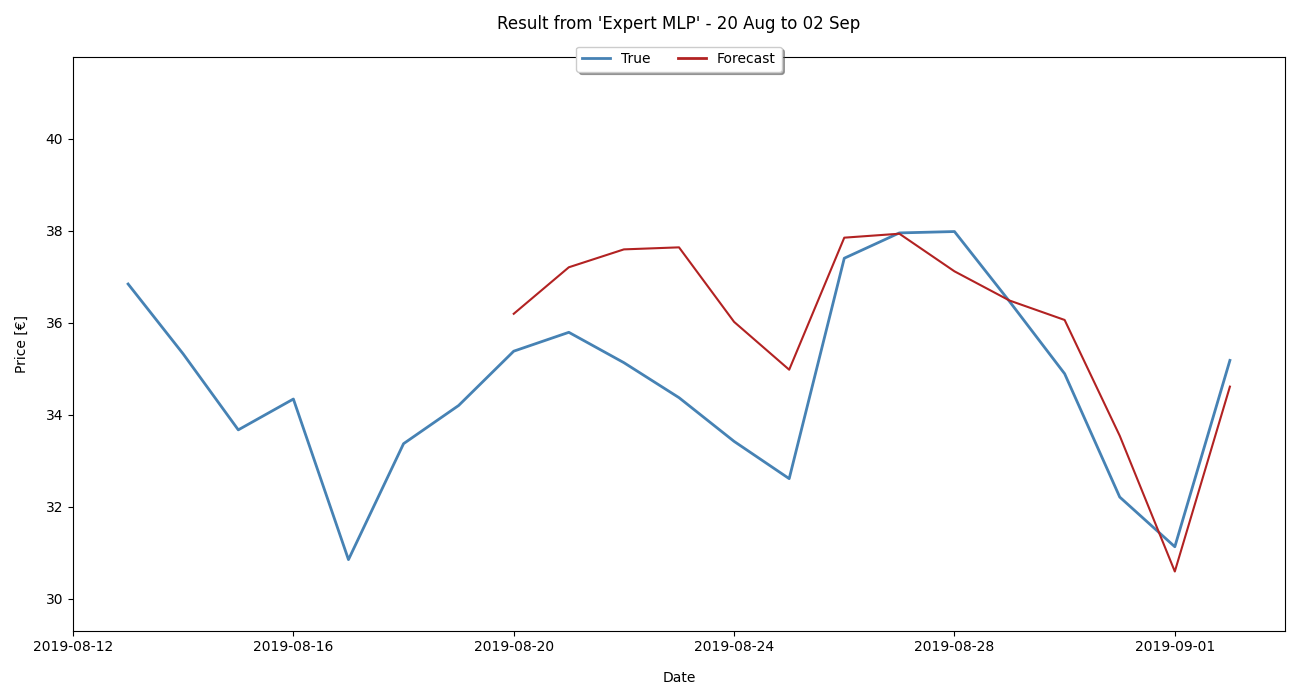 Result from 'Expert MLP' - 20 Aug to 02 Sep
True Forecast
Price [€]
40
38
36
34
32
30
2019-08-12 2019-08-16 2019-08-20 2019-08-24 2019-08-28 2019-09-01
Date